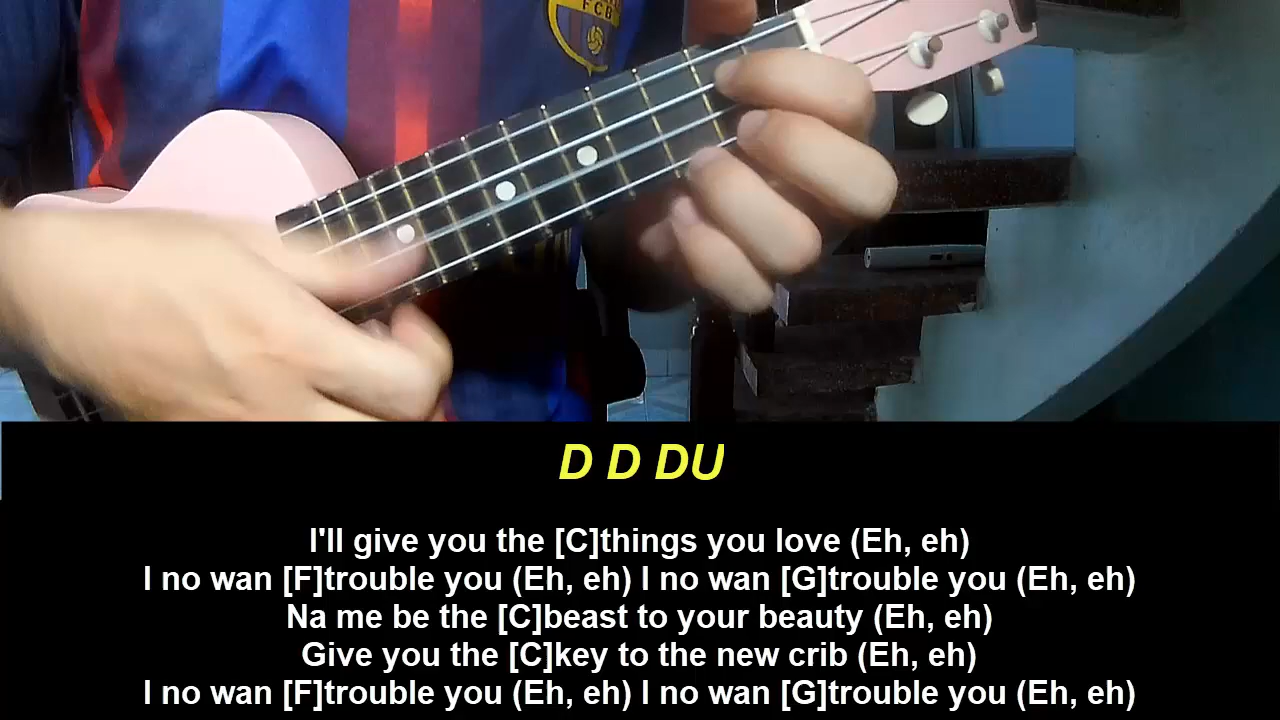 FCB
D D DU
I'll give you the [C]things you love (Eh, eh)
I no wan [F]trouble you (Eh, eh) I no wan [G]trouble you (Eh, eh)
Na me be the [C]beast to your beauty (Eh, eh)
Give you the [C]key to the new crib (Eh, eh)
I no wan [F]trouble you (Eh, eh) I no wan [G]trouble you (Eh, eh)